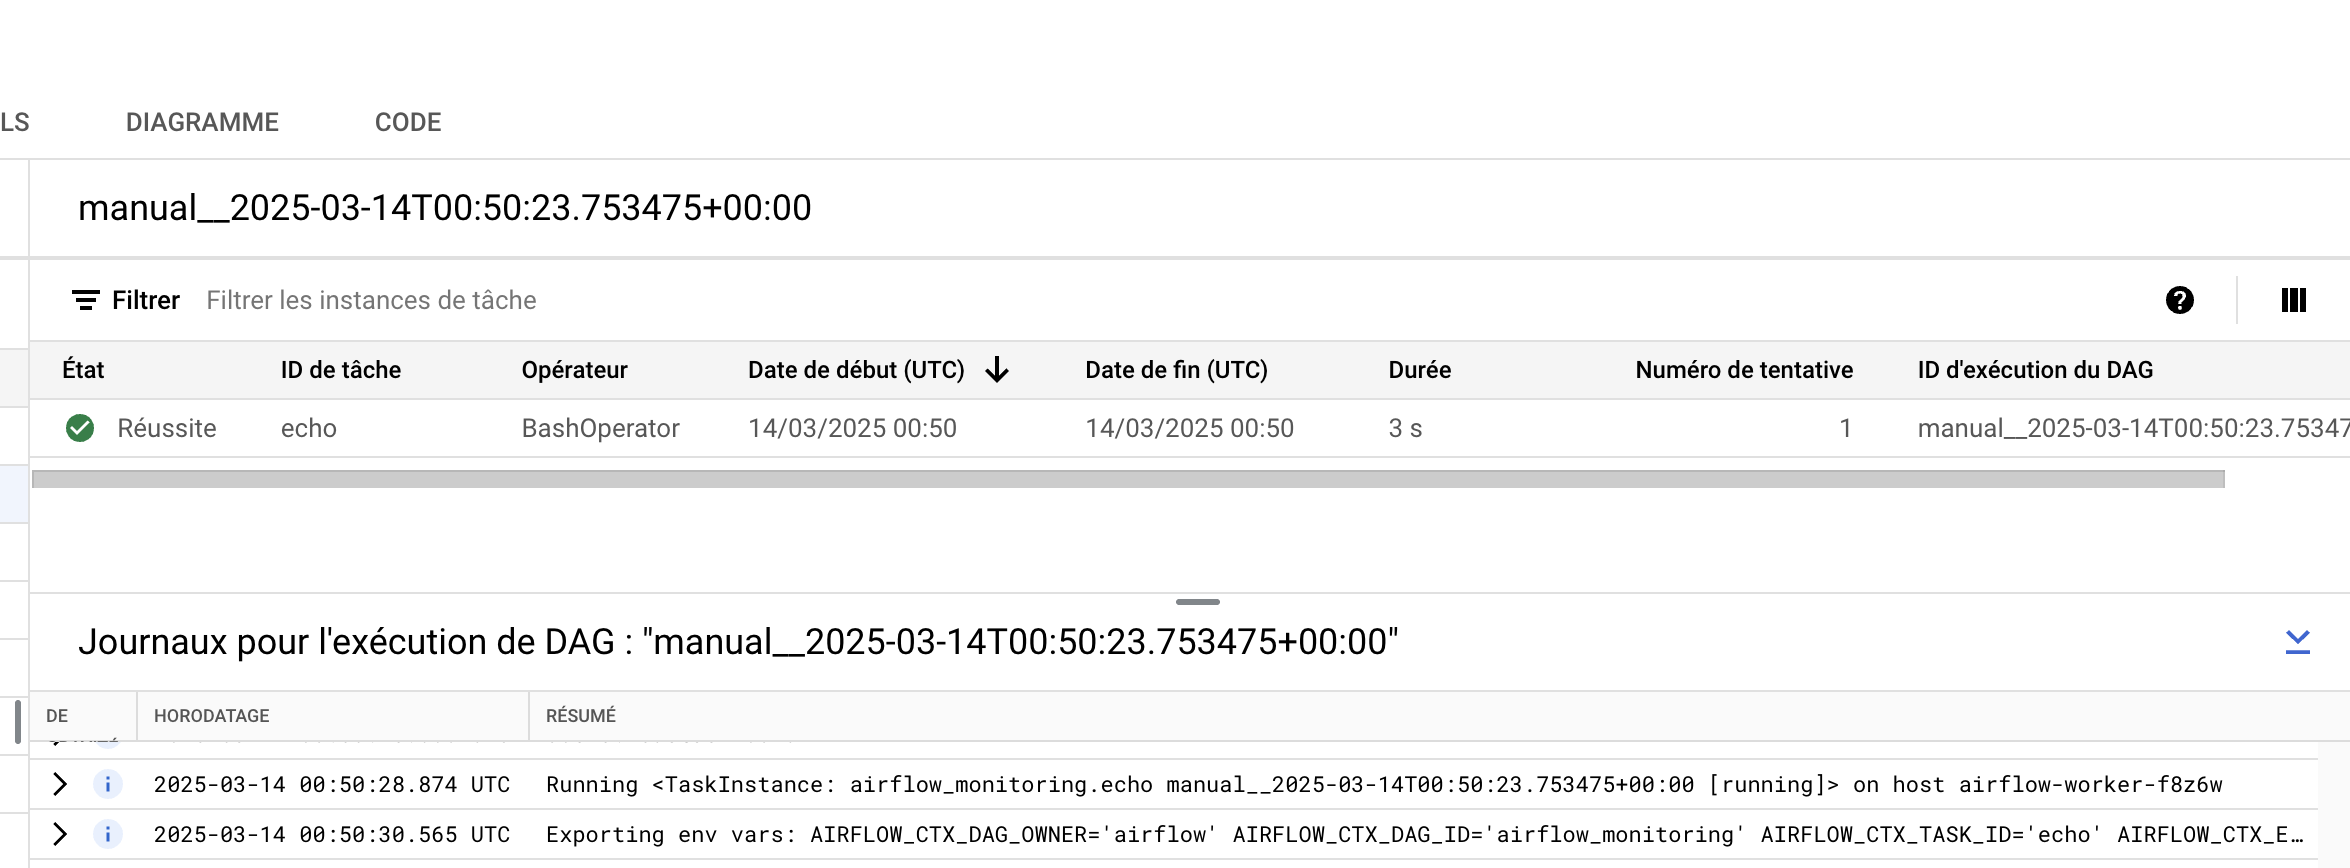 LS DIAGRAMME CODE
manual__2025-03-14T00:50:23.753475+00:00
Filtrer Filtrer les instances de tâche
État ID de tâche Opérateur Date de début (UTC) Date de fin (UTC) Durée Numéro de tentative ID d'exécution du DAG
Réussite echo BashOperator 14/03/2025 00:50 14/03/2025 00:50 3 s 1 manual__2025-03-14T00:50:23.75347
Journaux pour l'exécution de DAG : "manual__2025-03-14T00:50:23.753475+00:00"
DE HORODATAGE RÉSUMÉ
2025-03-14 00:50:28.874 UTC Running <TaskInstance: airflow_monitoring.echo manual__2025-03-14T00:50:23.753475+00:00 [running]> on host airflow-worker-f8z6w
2025-03-14 00:50:30.565 UTC Exporting env vars: AIRFLOW_CTX_DAG_OWNER='airflow' AIRFLOW_CTX_DAG_ID='airflow_monitoring' AIRFLOW_CTX_TASK_ID='echo' AIRFLOW_CTX_E…